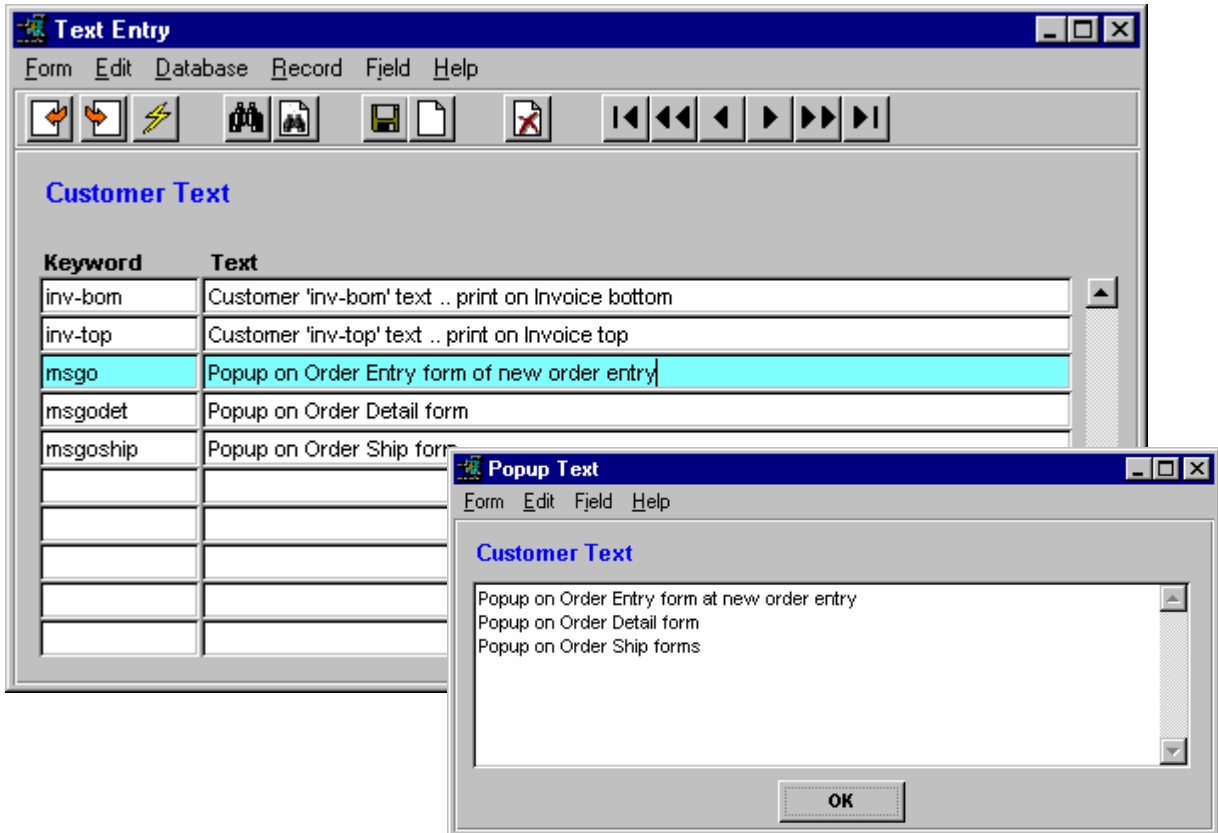 Text Entry
Form Edit Database Record Field Help
Customer Text
Keyword Text
inv-bom Customer 'inv-bom' text .. print on Invoice bottom
inv-top Customer 'inv-top' text .. print on Invoice top
msgo Popup on Order Entry form of new order entry
msgodet Popup on Order Detail form
msgoship Popup on Order Ship form
Popup Text
Form Edit Field Help
Customer Text
Popup on Order Entry form at new order entry
Popup on Order Detail form
Popup on Order Ship forms
OK